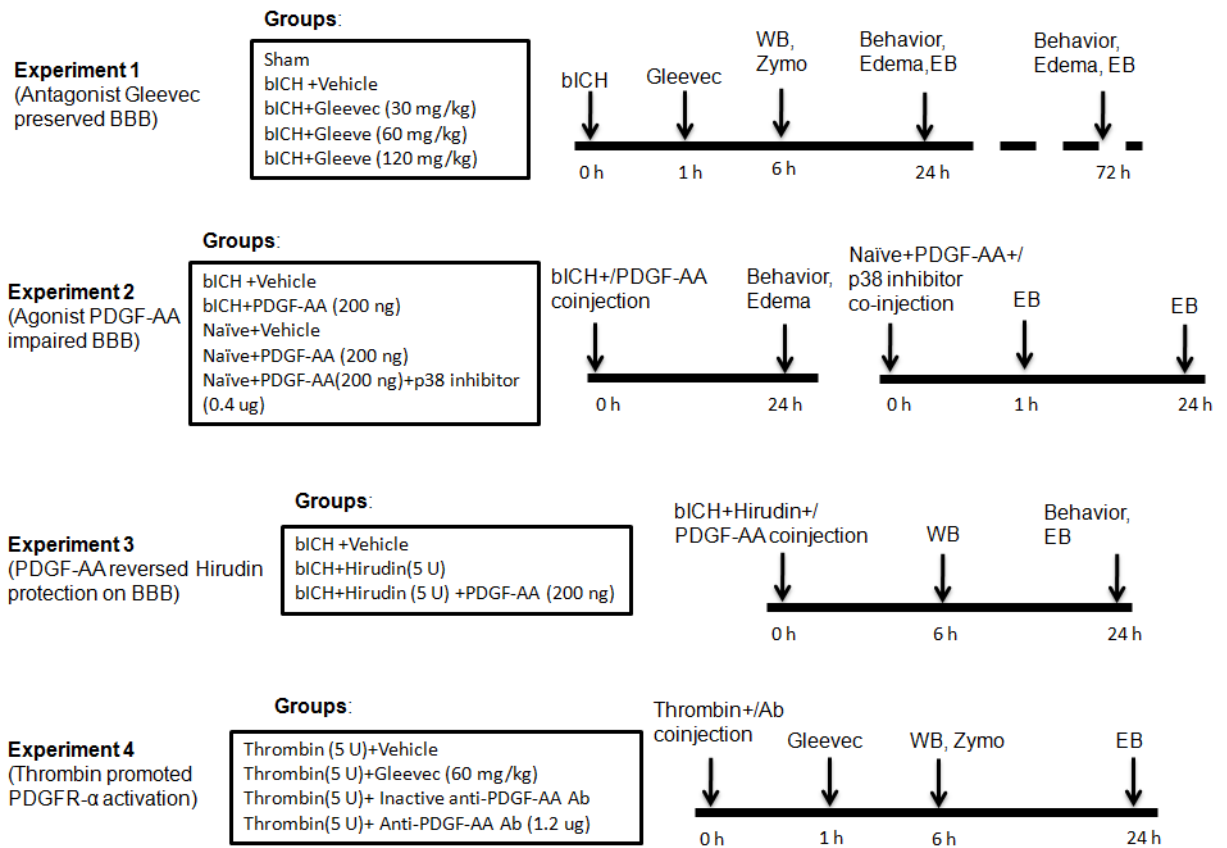 Groups:
Experiment 1
(Antagonist Gleevec
preserved BBB)
Sham
bICH +Vehicle
bICH+Gleevec (30 mg/kg)
bICH+Gleeve (60 mg/kg)
bICH+Gleeve (120 mg/kg)
bICH
Gleevec
WB,
Zymo
Behavior,
Edema,EB
Behavior,
Edema, EB
0 h
1 h
6 h
24 h
72 h
Groups:
Experiment 2
(Agonist PDGF-AA
impaired BBB)
bICH +Vehicle
bICH+PDGF-AA (200 ng)
Naïve+Vehicle
Naïve+PDGF-AA (200 ng)
Naïve+PDGF-AA(200 ng)+p38 inhibitor
(0.4 ug)
bICH+/PDGF-AA
coinjection
Behavior,
Edema
0 h
24 h
Naïve+PDGF-AA+/
p38 inhibitor
co-injection
EB
EB
0 h
1 h
24 h
Groups:
Experiment 3
(PDGF-AA reversed Hirudin
protection on BBB)
bICH +Vehicle
bICH+Hirudin(5 U)
bICH+Hirudin (5 U) +PDGF-AA (200 ng)
bICH+Hirudin+/
PDGF-AA coinjection
WB
Behavior,
EB
0 h
6 h
24 h
Groups:
Experiment 4
(Thrombin promoted
PDGFR-α activation)
Thrombin (5 U)+Vehicle
Thrombin(5 U)+Gleevec (60 mg/kg)
Thrombin(5 U)+ Inactive anti-PDGF-AA Ab
Thrombin(5 U)+ Anti-PDGF-AA Ab (1.2 ug)
Thrombin+/Ab
coinjection
Gleevec
WB, Zymo
EB
0 h
1 h
6 h
24 h